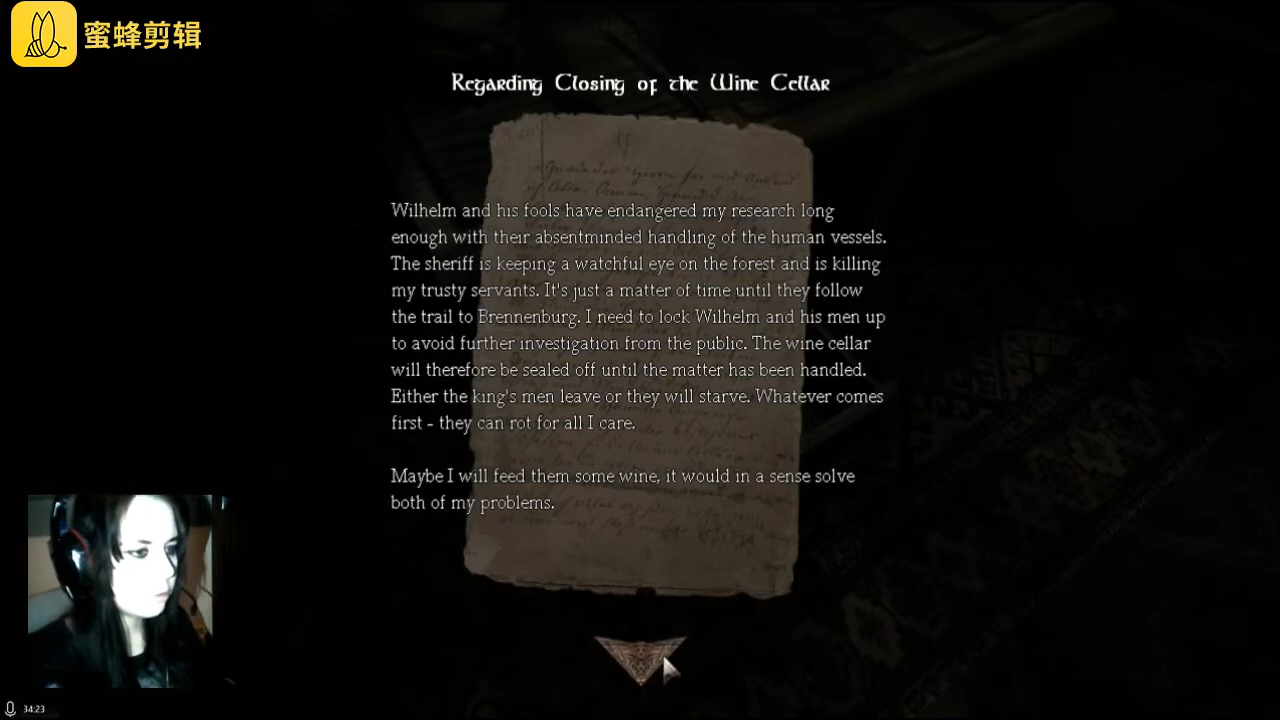 蜜蜂剪辑
Regarding Closing of the Wine Cellar
Wilhelm and his fools have endangered my research long
enough with their absentminded handling of the human vessels.
The sheriff is keeping a watchful eye on the forest and is killing
my trusty servants. It's just a matter of time until they follow
the trail to Brennenburg. I need to lock Wilhelm and his men up
to avoid further investigation from the public. The wine cellar
will therefore be sealed off until the matter has been handled.
Either the king's men leave or they will starve. Whatever comes
first - they can rot for all I care.
Maybe I will feed them some wine, it would in a sense solve
both of my problems.
34:23